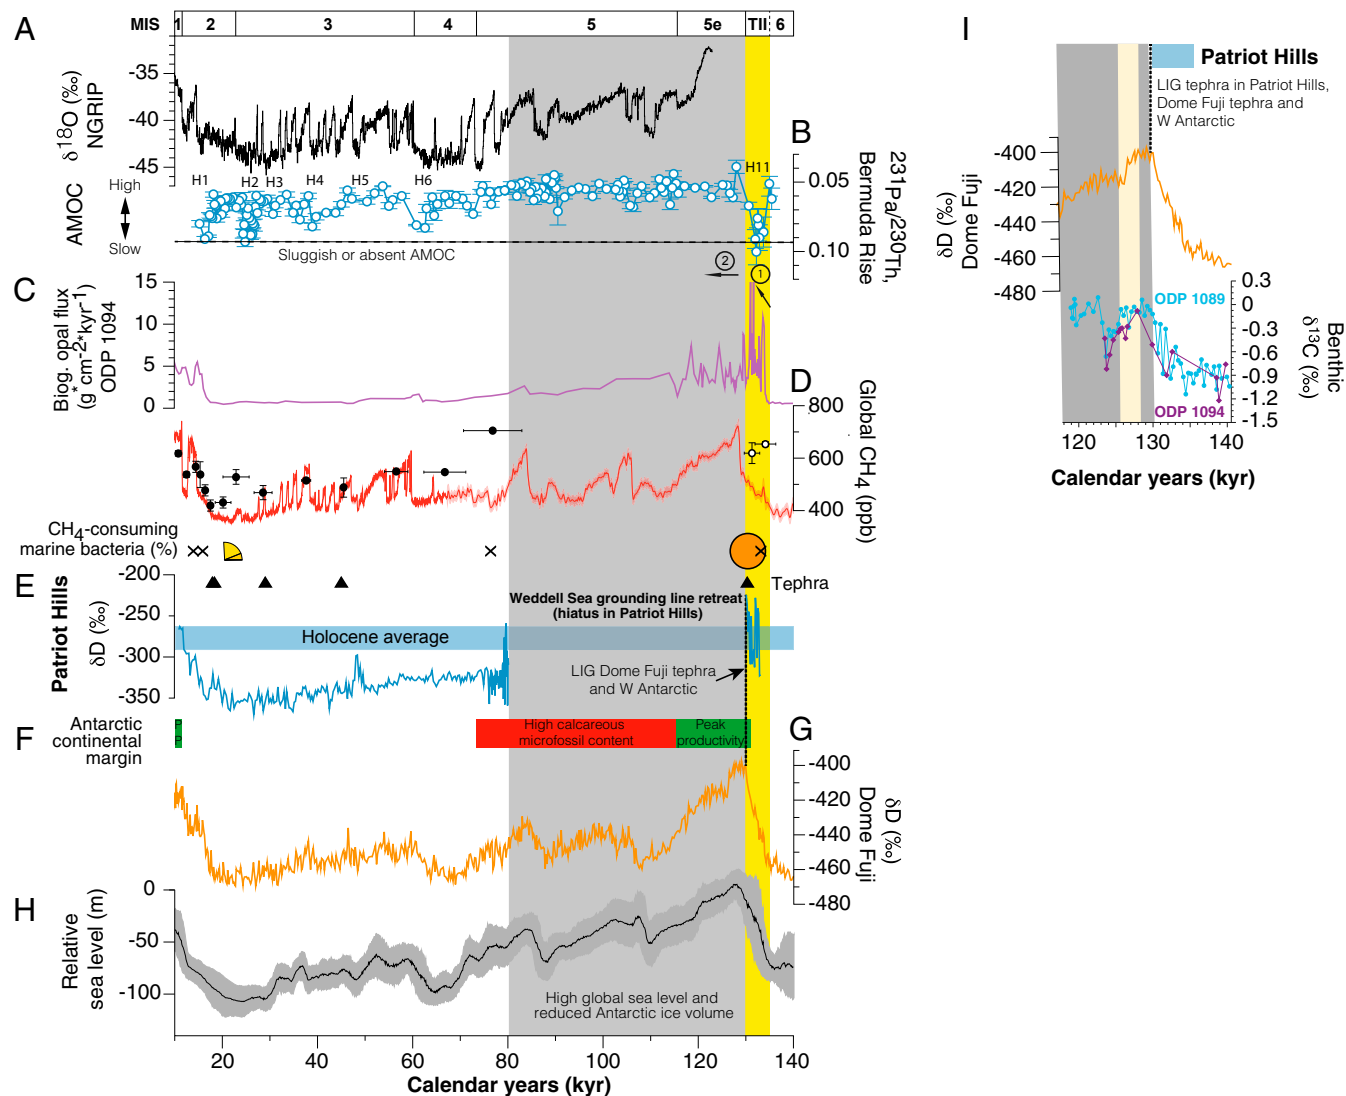 A
MIS
1
2
3
4
5
5e
TII
6
I
Patriot Hills
LIG tephra in Patriot Hills,
Dome Fuji tephra and
W Antarctic
-35
-40
-45
δ18O (‰)
NGRIP
B
H1
H2
H3
H4
H5
H6
H11
0.05
0.10
231Pa/230Th,
Bermuda Rise
AMOC
High
Slow
Sluggish or absent AMOC
2
1
-400
-420
-440
-460
-480
δD (‰)
Dome Fuji
ODP 1089
ODP 1094
0.3
0
-0.3
-0.6
-0.9
-1.2
-1.5
Benthic
δ13C (‰)
120
130
140
Calendar years (kyr)
C
15
10
5
0
Biog. opal flux
(g* cm-2*kyr-1)
ODP 1094
D
800
600
400
Global CH4 (ppb)
CH4-consuming
marine bacteria (%)
E
Patriot Hills
δD (‰)
-200
-250
-300
-350
Tephra
Weddell Sea grounding line retreat
(hiatus in Patriot Hills)
Holocene average
LIG Dome Fuji tephra
and W Antarctic
F
Antarctic
continental
margin
P
P
High calcareous
microfossil content
Peak
productivity
G
-400
-420
-440
-460
-480
δD (‰)
Dome Fuji
H
Relative
sea level (m)
0
-50
-100
High global sea level and
reduced Antarctic ice volume
20
40
60
80
100
120
140
Calendar years (kyr)